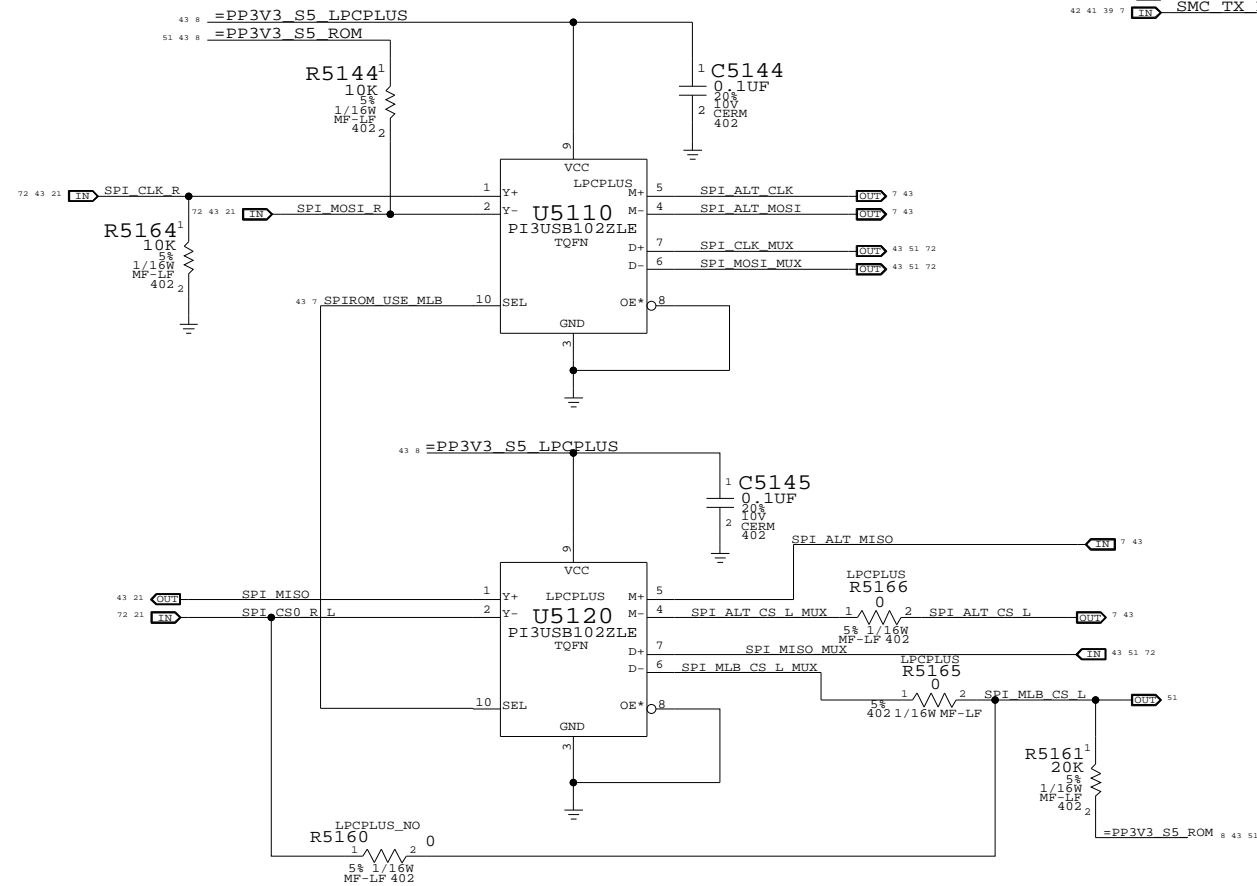 42 41 39 7 IN SMC_TX_
43 8 =PP3V3_S5_LPCPLUS
51 43 8 =PP3V3_S5_ROM
R5144 1
10K
5%
1/16W
MF-LF
402 2
1 C5144
0.1UF
20%
10V
2 CERM
402
9
VCC
LPCPLUS
U5110
PI3USB102ZLE
TQFN
72 43 21 IN SPI_CLK_R
1 Y+
72 43 21 IN SPI_MOSI_R
2 Y-
M+ 5 SPI_ALT_CLK OUT 7 43
M- 4 SPI_ALT_MOSI OUT 7 43
D+ 7 SPI_CLK_MUX OUT 43 51 72
D- 6 SPI_MOSI_MUX OUT 43 51 72
R5164 1
10K
5%
1/16W
MF-LF
402 2
43 7 SPIROM_USE_MLB 10 SEL
OE* 8
GND
3
43 8 =PP3V3_S5_LPCPLUS
1 C5145
0.1UF
20%
10V
2 CERM
402
9
VCC
LPCPLUS
U5120
PI3USB102ZLE
TQFN
SPI_ALT_MISO IN 7 43
43 21 OUT SPI_MISO 1 Y+
72 21 IN SPI_CS0_R_L 2 Y-
M+ 5
LPCPLUS
R5166
0
M- 4 SPI_ALT_CS_L_MUX 1 2 SPI_ALT_CS_L OUT 7 43
5% 1/16W
MF-LF 402
D+ 7 SPI_MISO_MUX IN 43 51 72
D- 6 SPI_MLB_CS_L_MUX
LPCPLUS
R5165
0
1 2 SPI_MLB_CS_L OUT 51
5%
402 1/16W MF-LF
10 SEL
OE* 8
GND
3
R5161 1
20K
5%
1/16W
MF-LF
402 2
=PP3V3_S5_ROM 8 43 51
LPCPLUS_NO
R5160 0
1 2
5% 1/16W
MF-LF 402